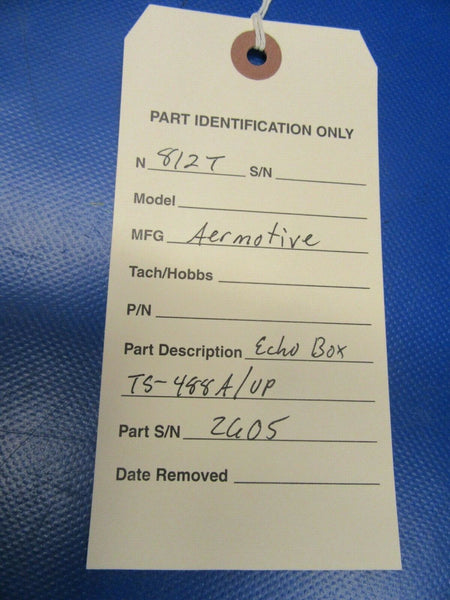 PART IDENTIFICATION ONLY
N 812T S/N
Model
MFG Aermotive
Tach/Hobbs
P/N
Part Description Echo Box
TS-488A/UP
Part S/N 2605
Date Removed